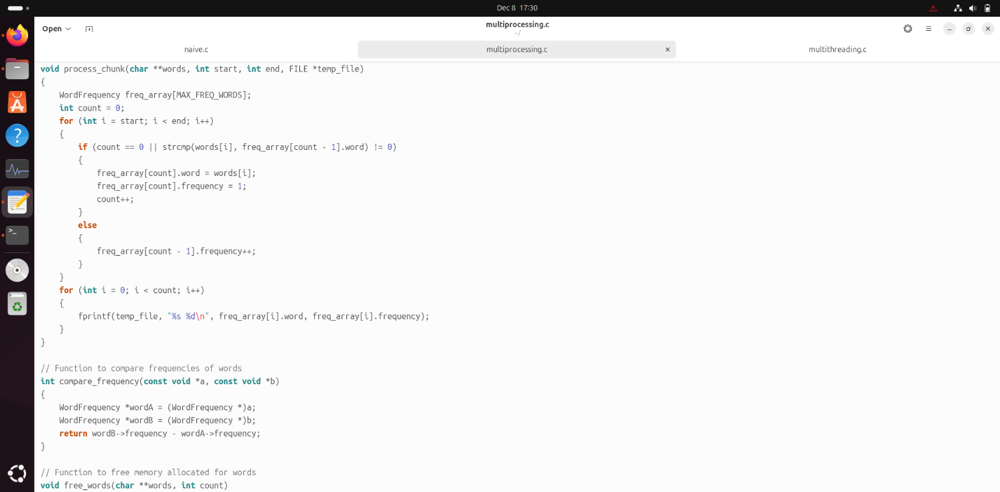 Dec 8 17:30
Open
multiprocessing.c
~/
naive.c
multiprocessing.c
multithreading.c
void process_chunk(char **words, int start, int end, FILE *temp_file)
{
    WordFrequency freq_array[MAX_FREQ_WORDS];
    int count = 0;
    for (int i = start; i < end; i++)
    {
        if (count == 0 || strcmp(words[i], freq_array[count - 1].word) != 0)
        {
            freq_array[count].word = words[i];
            freq_array[count].frequency = 1;
            count++;
        }
        else
        {
            freq_array[count - 1].frequency++;
        }
    }
    for (int i = 0; i < count; i++)
    {
        fprintf(temp_file, "%s %d\n", freq_array[i].word, freq_array[i].frequency);
    }
}
// Function to compare frequencies of words
int compare_frequency(const void *a, const void *b)
{
    WordFrequency *wordA = (WordFrequency *)a;
    WordFrequency *wordB = (WordFrequency *)b;
    return wordB->frequency - wordA->frequency;
}
// Function to free memory allocated for words
void free_words(char **words, int count)